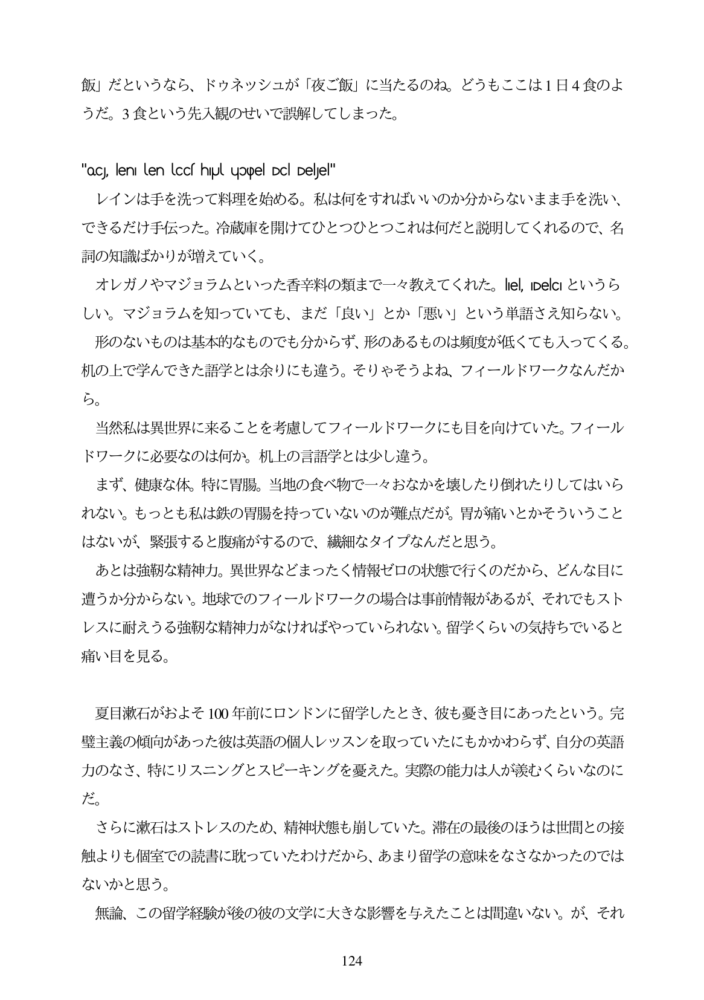 飯」だというなら、ドゥネッシュが「夜ご飯」に当たるのね。どうもここは1日4食のよ
うだ。3食という先入観のせいで誤解してしまった。
レインは手を洗って料理を始める。私は何をすればいいのか分からないまま手を洗い、
できるだけ手伝った。冷蔵庫を開けてひとつひとつこれは何だと説明してくれるので、名
詞の知識ばかりが増えていく。
オレガノやマジョラムといった香辛料の類まで一々教えてくれた。というら
しい。マジョラムを知っていても、まだ「良い」とか「悪い」という単語さえ知らない。
形のないものは基本的なものでも分からず、形のあるものは頻度が低くても入ってくる。
机の上で学んできた語学とは余りにも違う。そりゃそうよね、フィールドワークなんだか
ら。
当然私は異世界に来ることを考慮してフィールドワークにも目を向けていた。フィール
ドワークに必要なのは何か。机上の言語学とは少し違う。
まず、健康な体。特に胃腸。当地の食べ物で一々おなかを壊したり倒れたりしてはいら
れない。もっとも私は鉄の胃腸を持っていないのが難点だが。胃が痛いとかそういうこと
はないが、緊張すると腹痛がするので、繊細なタイプなんだと思う。
あとは強靭な精神力。異世界などまったく情報ゼロの状態で行くのだから、どんな目に
遭うか分からない。地球でのフィールドワークの場合は事前情報があるが、それでもスト
レスに耐えうる強靭な精神力がなければやっていられない。留学くらいの気持ちでいると
痛い目を見る。
夏目漱石がおよそ100年前にロンドンに留学したとき、彼も憂き目にあったという。完
璧主義の傾向があった彼は英語の個人レッスンを取っていたにもかかわらず、自分の英語
力のなさ、特にリスニングとスピーキングを憂えた。実際の能力は人が羨むくらいなのに
だ。
さらに漱石はストレスのため、精神状態も崩していた。滞在の最後のほうは世間との接
触よりも個室での読書に耽っていたわけだから、あまり留学の意味をなさなかったのでは
ないかと思う。
無論、この留学経験が後の彼の文学に大きな影響を与えたことは間違いない。が、それ
124